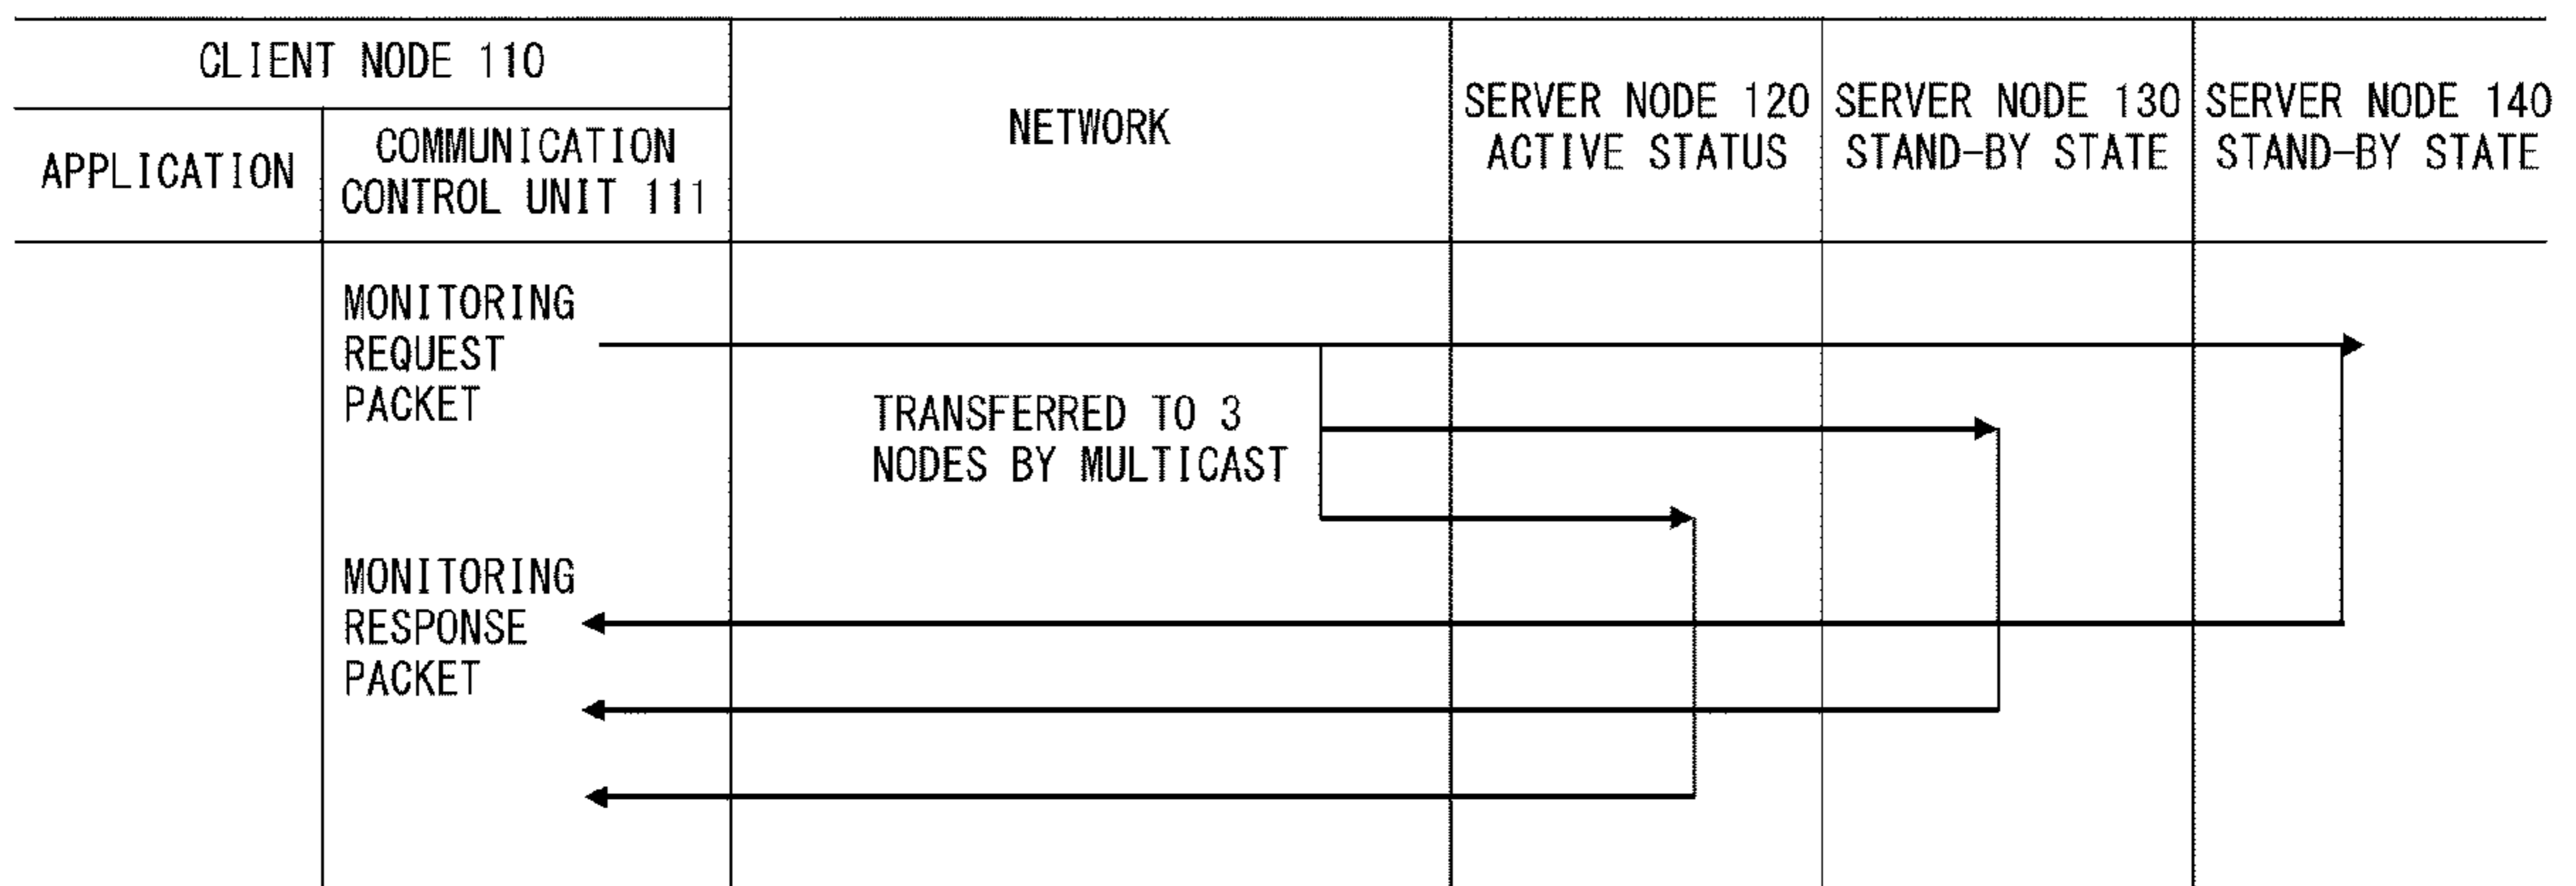 CLIENT NODE 110
APPLICATION
COMMUNICATION
CONTROL UNIT 111
NETWORK
SERVER NODE 120
ACTIVE STATUS
SERVER NODE 130
STAND-BY STATE
SERVER NODE 140
STAND-BY STATE
MONITORING
REQUEST
PACKET
TRANSFERRED TO 3
NODES BY MULTICAST
MONITORING
RESPONSE
PACKET